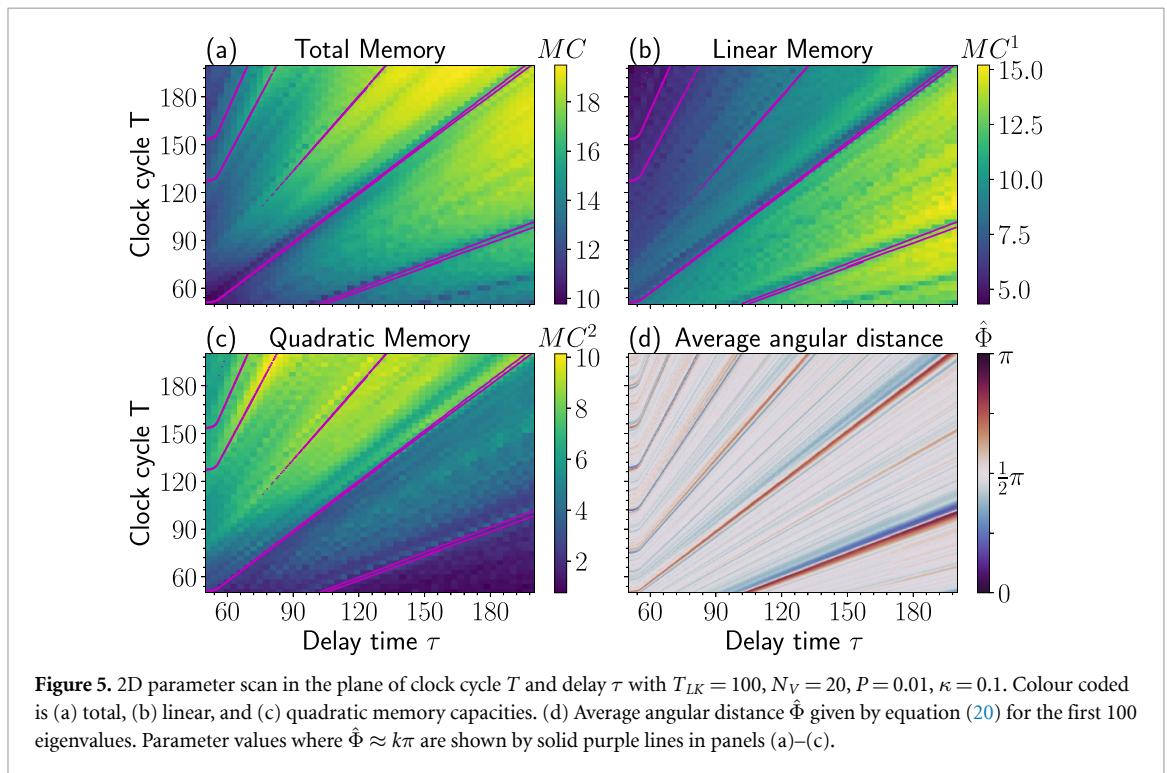 (a) Total Memory MC (b) Linear Memory MC¹
Clock cycle T
180
150
120
90
60
18
16
14
12
10
15.0
12.5
10.0
7.5
5.0
(c) Quadratic Memory MC² (d) Average angular distance Φ̂
Clock cycle T
180
150
120
90
60
10
8
6
4
2
π
½π
0
60 90 120 150 180 60 90 120 150 180
Delay time τ Delay time τ
Figure 5. 2D parameter scan in the plane of clock cycle T and delay τ with T_LK = 100, N_V = 20, P = 0.01, κ = 0.1. Colour coded
is (a) total, (b) linear, and (c) quadratic memory capacities. (d) Average angular distance Φ̂ given by equation (20) for the first 100
eigenvalues. Parameter values where Φ̂ ≈ kπ are shown by solid purple lines in panels (a)–(c).